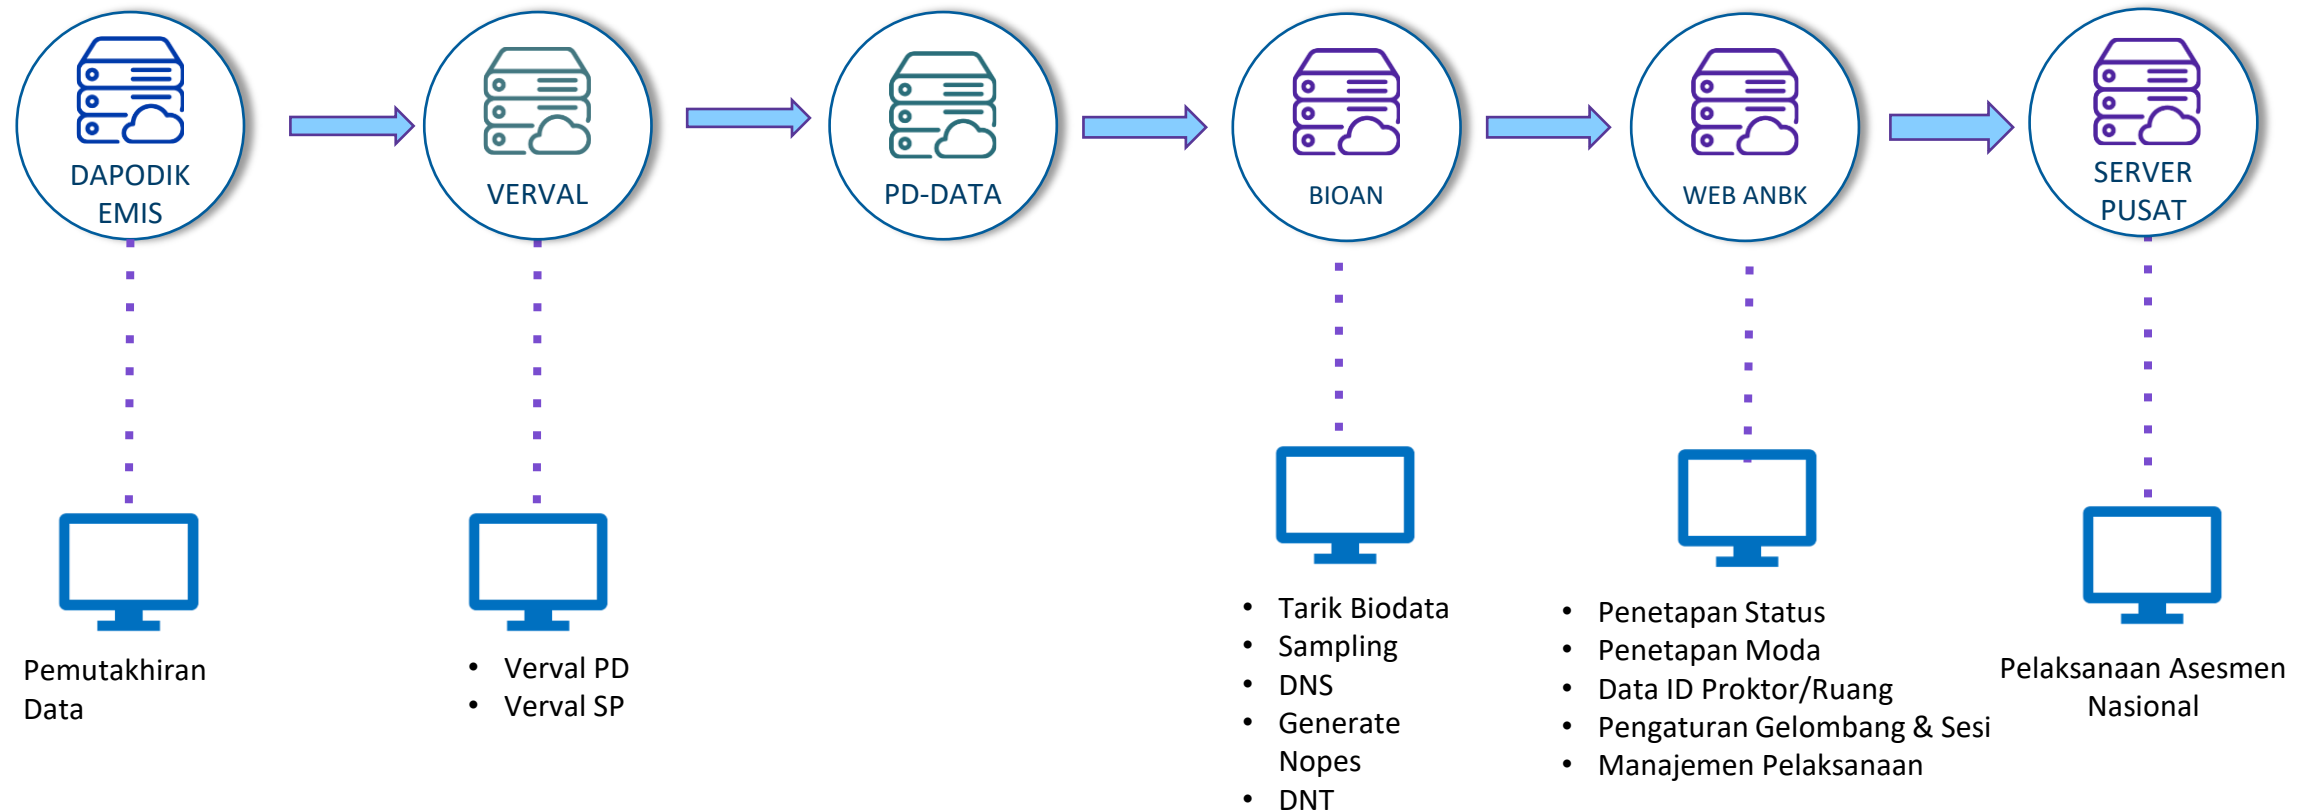 DAPODIK
EMIS
VERVAL
PD-DATA
BIOAN
WEB ANBK
SERVER
PUSAT
Pemutakhiran
Data
• Verval PD
• Verval SP
• Tarik Biodata
• Sampling
• DNS
• Generate
Nopes
• DNT
• Penetapan Status
• Penetapan Moda
• Data ID Proktor/Ruang
• Pengaturan Gelombang & Sesi
• Manajemen Pelaksanaan
Pelaksanaan Asesmen
Nasional